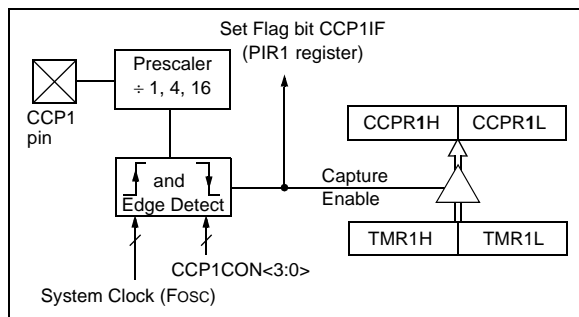 Set Flag bit CCP1IF
(PIR1 register)
Prescaler
÷ 1, 4, 16
CCP1
pin
CCPR1H
CCPR1L
and
Edge Detect
Capture
Enable
TMR1H
TMR1L
CCP1CON<3:0>
System Clock (FOSC)